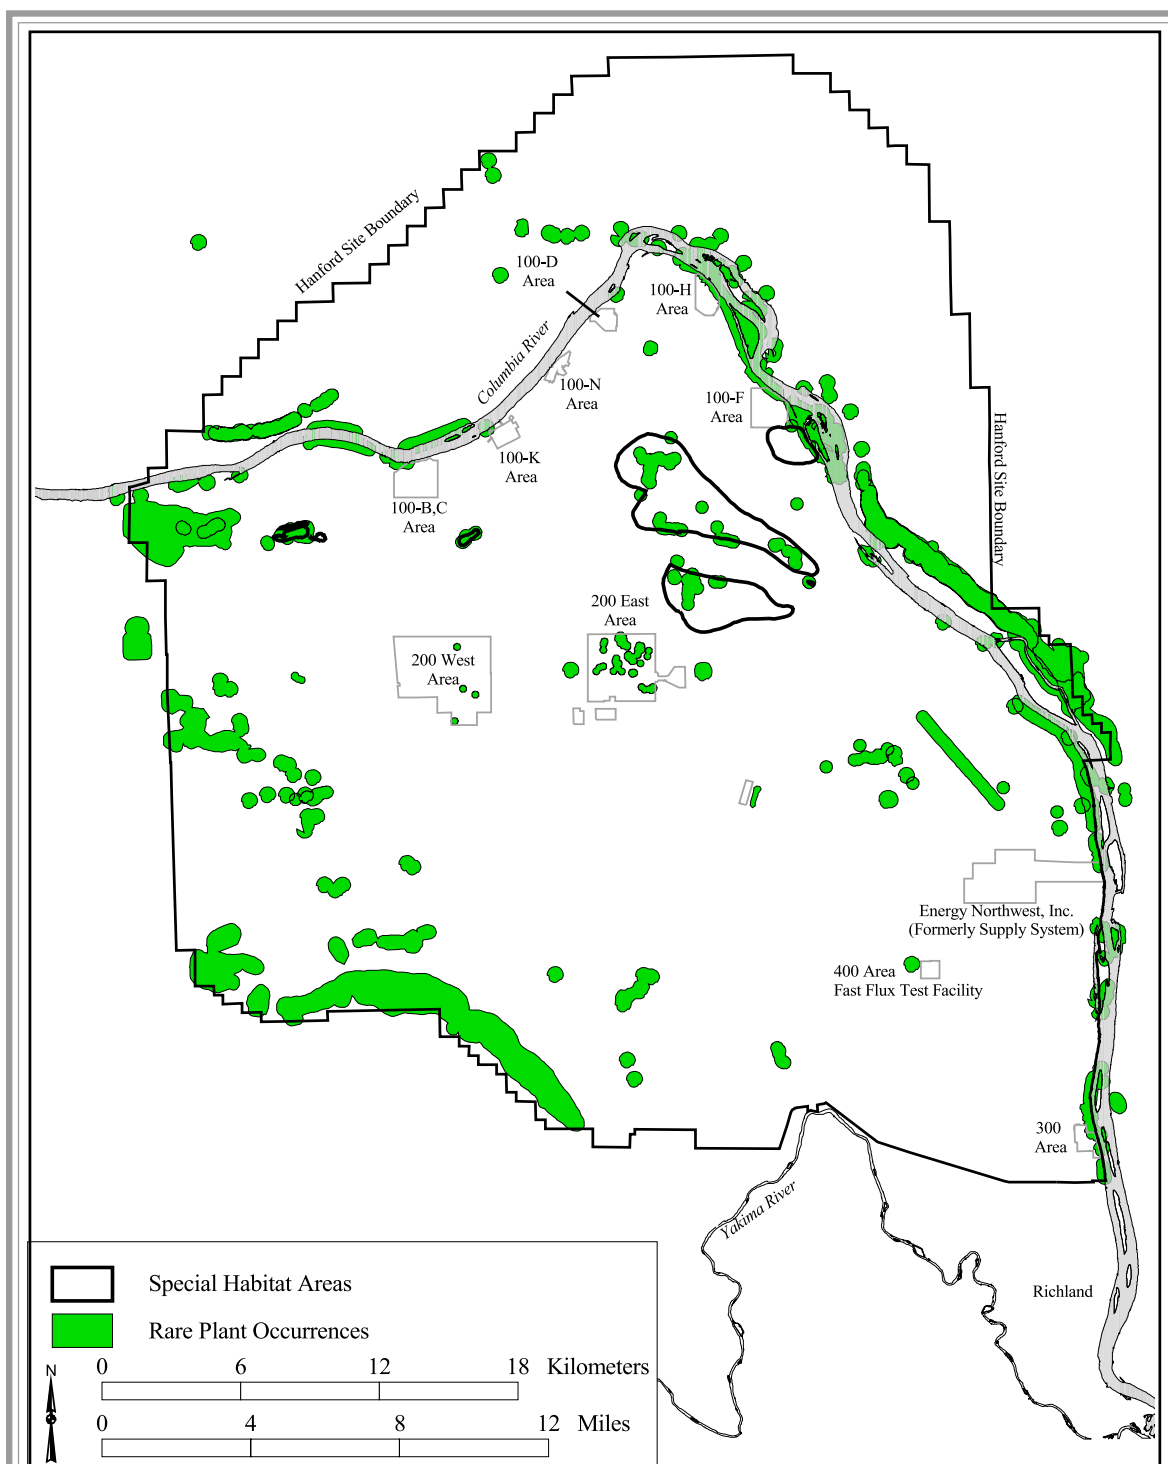 Hanford Site Boundary
100-D
Area
100-H
Area
Columbia River
100-N
Area
100-F
Area
Hanford Site Boundary
100-K
Area
100-B,C
Area
200 East
Area
200 West
Area
Energy Northwest, Inc.
(Formerly Supply System)
400 Area
Fast Flux Test Facility
300
Area
Yakima River
Richland
Special Habitat Areas
Rare Plant Occurrences
N
0 6 12 18 Kilometers
0 4 8 12 Miles